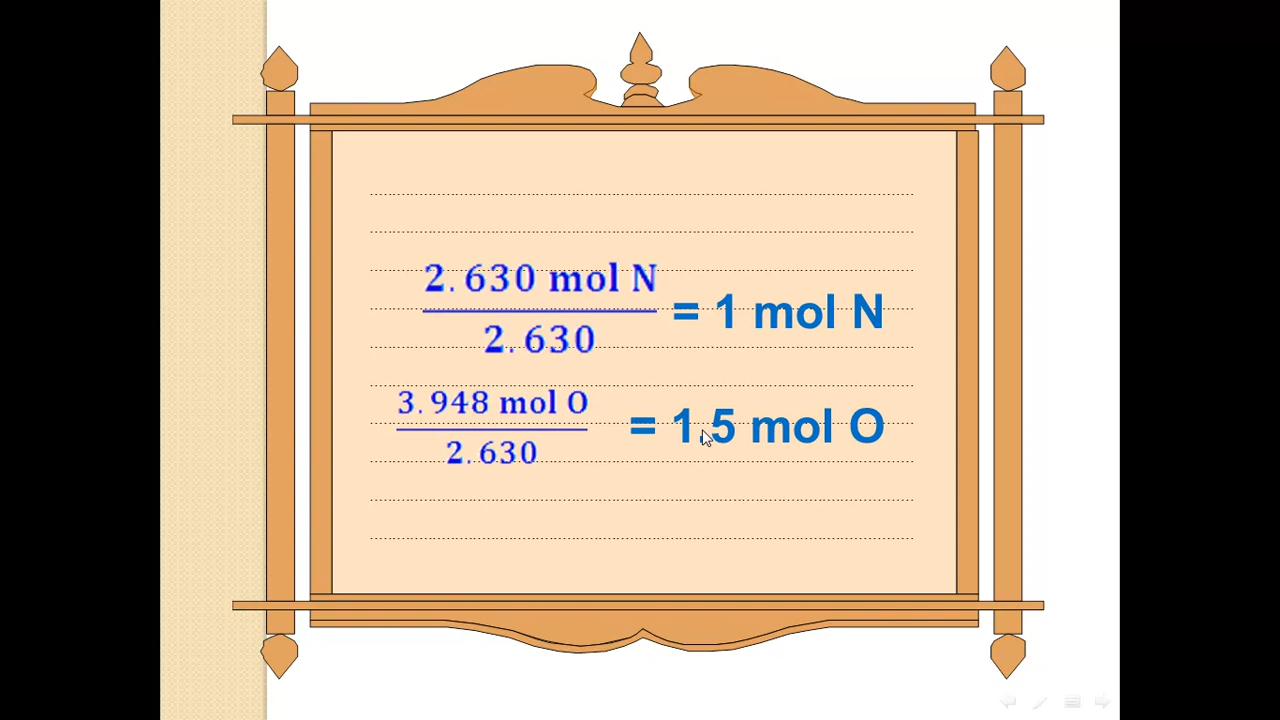 2.630 mol N
2.630
= 1 mol N
3.948 mol O
2.630
= 1.5 mol O